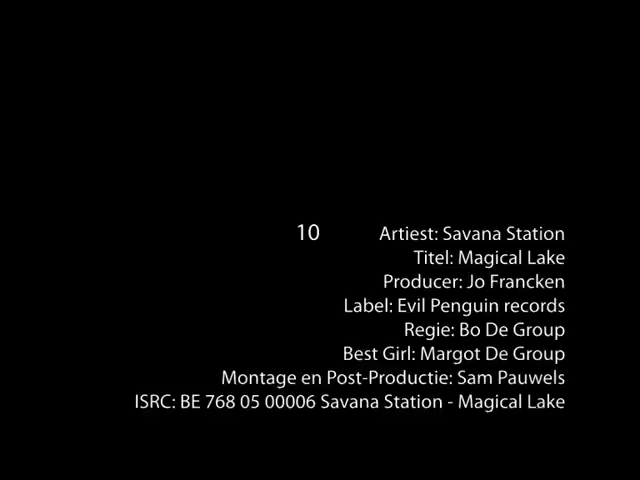 10 Artiest: Savana Station
Titel: Magical Lake
Producer: Jo Francken
Label: Evil Penguin records
Regie: Bo De Group
Best Girl: Margot De Group
Montage en Post-Productie: Sam Pauwels
ISRC: BE 768 05 00006 Savana Station - Magical Lake